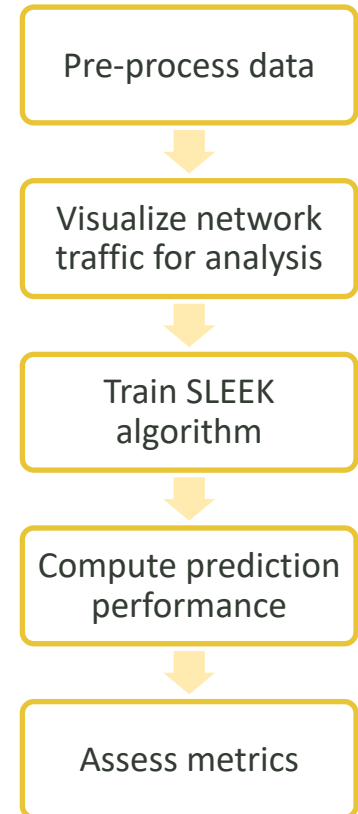 Pre-process data
Visualize network
traffic for analysis
Train SLEEK
algorithm
Compute prediction
performance
Assess metrics